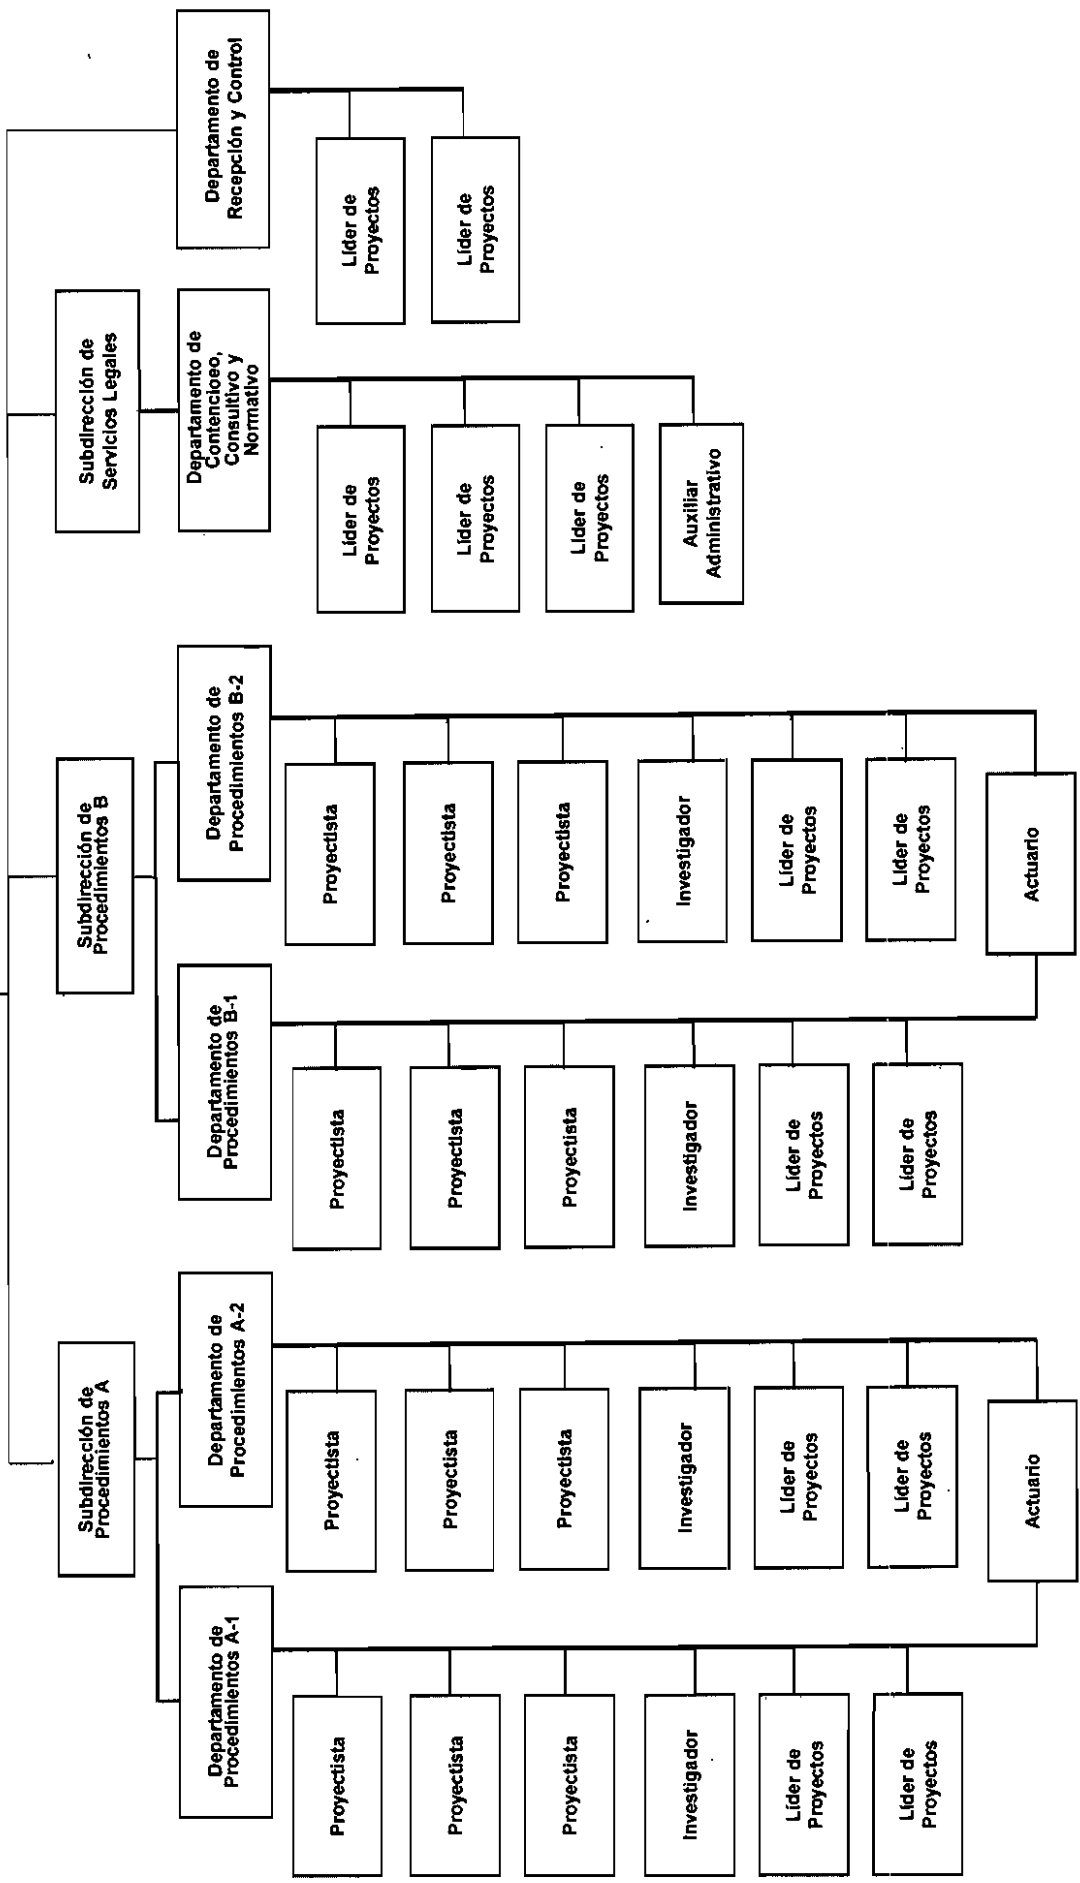 Subdirección de
Procedimientos A
Departamento de
Procedimientos A-1
Proyectista
Proyectista
Proyectista
Investigador
Líder de
Proyectos
Líder de
Proyectos
Departamento de
Procedimientos A-2
Proyectista
Proyectista
Proyectista
Investigador
Líder de
Proyectos
Líder de
Proyectos
Actuario
Subdirección de
Procedimientos B
Departamento de
Procedimientos B-1
Proyectista
Proyectista
Proyectista
Investigador
Líder de
Proyectos
Líder de
Proyectos
Departamento de
Procedimientos B-2
Proyectista
Proyectista
Proyectista
Investigador
Líder de
Proyectos
Líder de
Proyectos
Actuario
Subdirección de
Servicios Legales
Departamento de
Contencioeo,
Consultivo y
Normativo
Líder de
Proyectos
Líder de
Proyectos
Líder de
Proyectos
Auxiliar
Administrativo
Departamento de
Recepción y Control
Líder de
Proyectos
Líder de
Proyectos